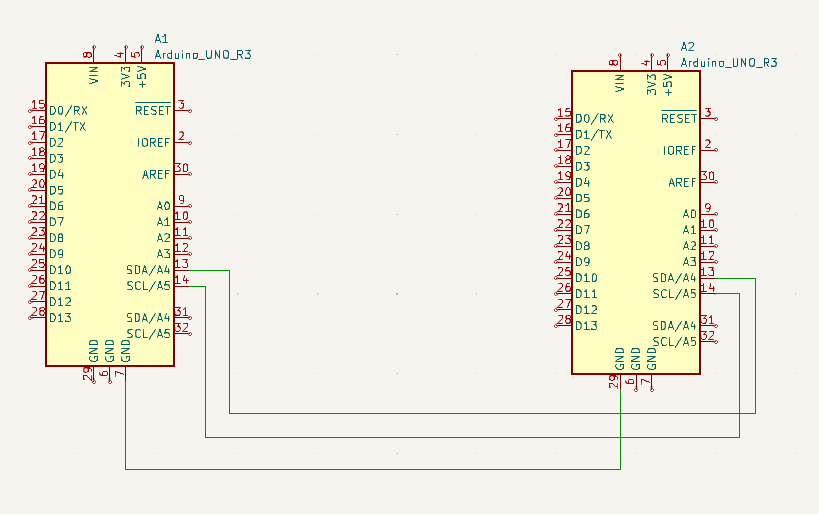 A1
Arduino_UNO_R3
8
4
5
VIN
3V3
+5V
15 D0/RX
RESET 3
16 D1/TX
17 D2
IOREF 2
18 D3
19 D4
AREF 30
20 D5
21 D6
A0 9
22 D7
A1 10
23 D8
A2 11
24 D9
A3 12
25 D10
SDA/A4 13
26 D11
SCL/A5 14
27 D12
28 D13
SDA/A4 31
SCL/A5 32
GND
GND
GND
29
6
7
A2
Arduino_UNO_R3
8
4
5
VIN
3V3
+5V
15 D0/RX
RESET 3
16 D1/TX
17 D2
IOREF 2
18 D3
19 D4
AREF 30
20 D5
21 D6
A0 9
22 D7
A1 10
23 D8
A2 11
24 D9
A3 12
25 D10
SDA/A4 13
26 D11
SCL/A5 14
27 D12
28 D13
SDA/A4 31
SCL/A5 32
GND
GND
GND
29
6
7